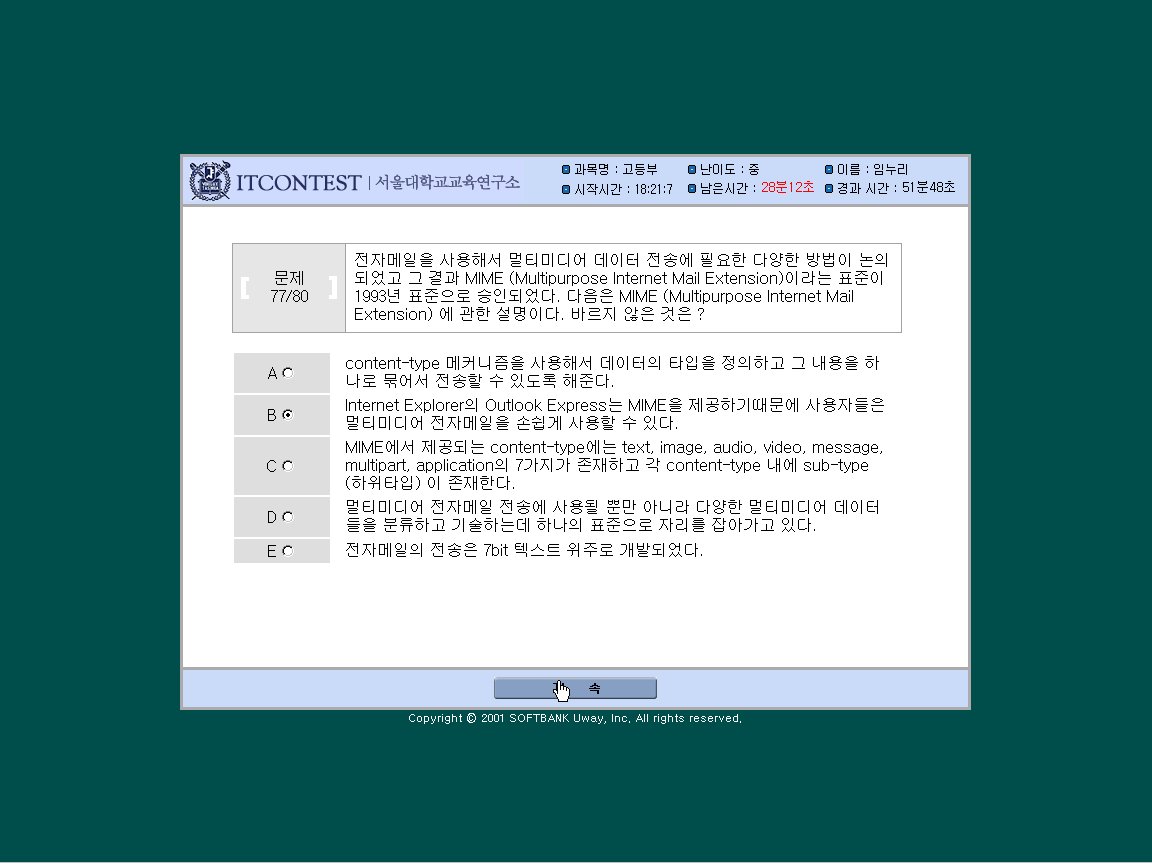 ITCONTEST | 서울대학교교육연구소
과목명 : 고등부 난이도 : 중 이름 : 임누리
시작시간 : 18:21:7 남은시간 : 28분12초 경과 시간 : 51분48초
[ 문제 77/80 ]
전자메일을 사용해서 멀티미디어 데이터 전송에 필요한 다양한 방법이 논의
되었고 그 결과 MIME (Multipurpose Internet Mail Extension)이라는 표준이
1993년 표준으로 승인되었다. 다음은 MIME (Multipurpose Internet Mail
Extension) 에 관한 설명이다. 바르지 않은 것은 ?
A content-type 메커니즘을 사용해서 데이터의 타입을 정의하고 그 내용을 하
나로 묶어서 전송할 수 있도록 해준다.
B Internet Explorer의 Outlook Express는 MIME을 제공하기때문에 사용자들은
멀티미디어 전자메일을 손쉽게 사용할 수 있다.
C MIME에서 제공되는 content-type에는 text, image, audio, video, message,
multipart, application의 7가지가 존재하고 각 content-type 내에 sub-type
(하위타입) 이 존재한다.
D 멀티미디어 전자메일 전송에 사용될 뿐만 아니라 다양한 멀티미디어 데이터
들을 분류하고 기술하는데 하나의 표준으로 자리를 잡아가고 있다.
E 전자메일의 전송은 7bit 텍스트 위주로 개발되었다.
속
Copyright © 2001 SOFTBANK Uway, Inc. All rights reserved.